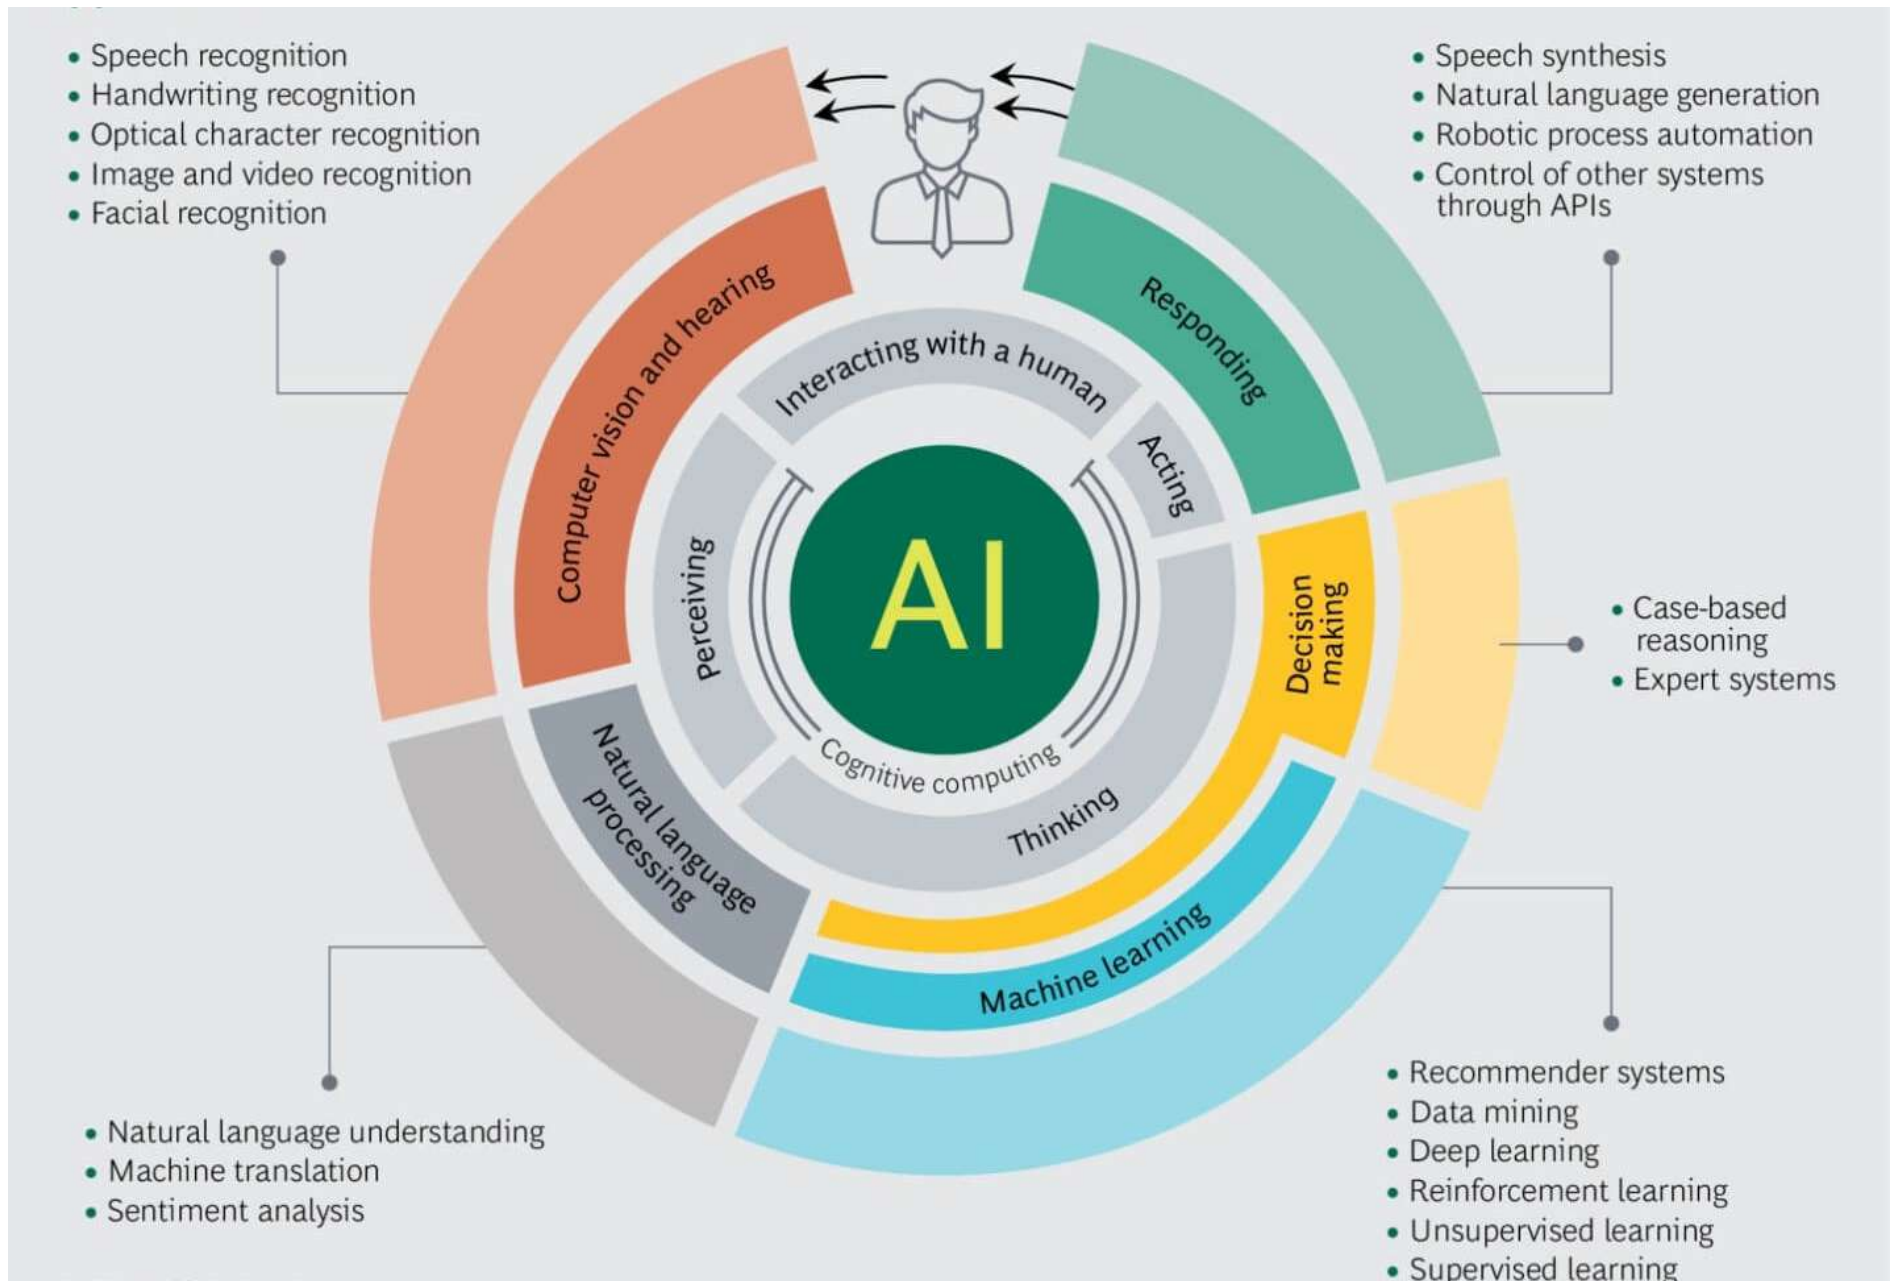 • Speech recognition
• Handwriting recognition
• Optical character recognition
• Image and video recognition
• Facial recognition
• Speech synthesis
• Natural language generation
• Robotic process automation
• Control of other systems
through APIs
Computer vision and hearing
Interacting with a human
Responding
Acting
Perceiving
AI
Cognitive computing
Thinking
Decision
making
• Case-based
reasoning
• Expert systems
Natural language
processing
Machine learning
• Natural language understanding
• Machine translation
• Sentiment analysis
• Recommender systems
• Data mining
• Deep learning
• Reinforcement learning
• Unsupervised learning
• Supervised learning